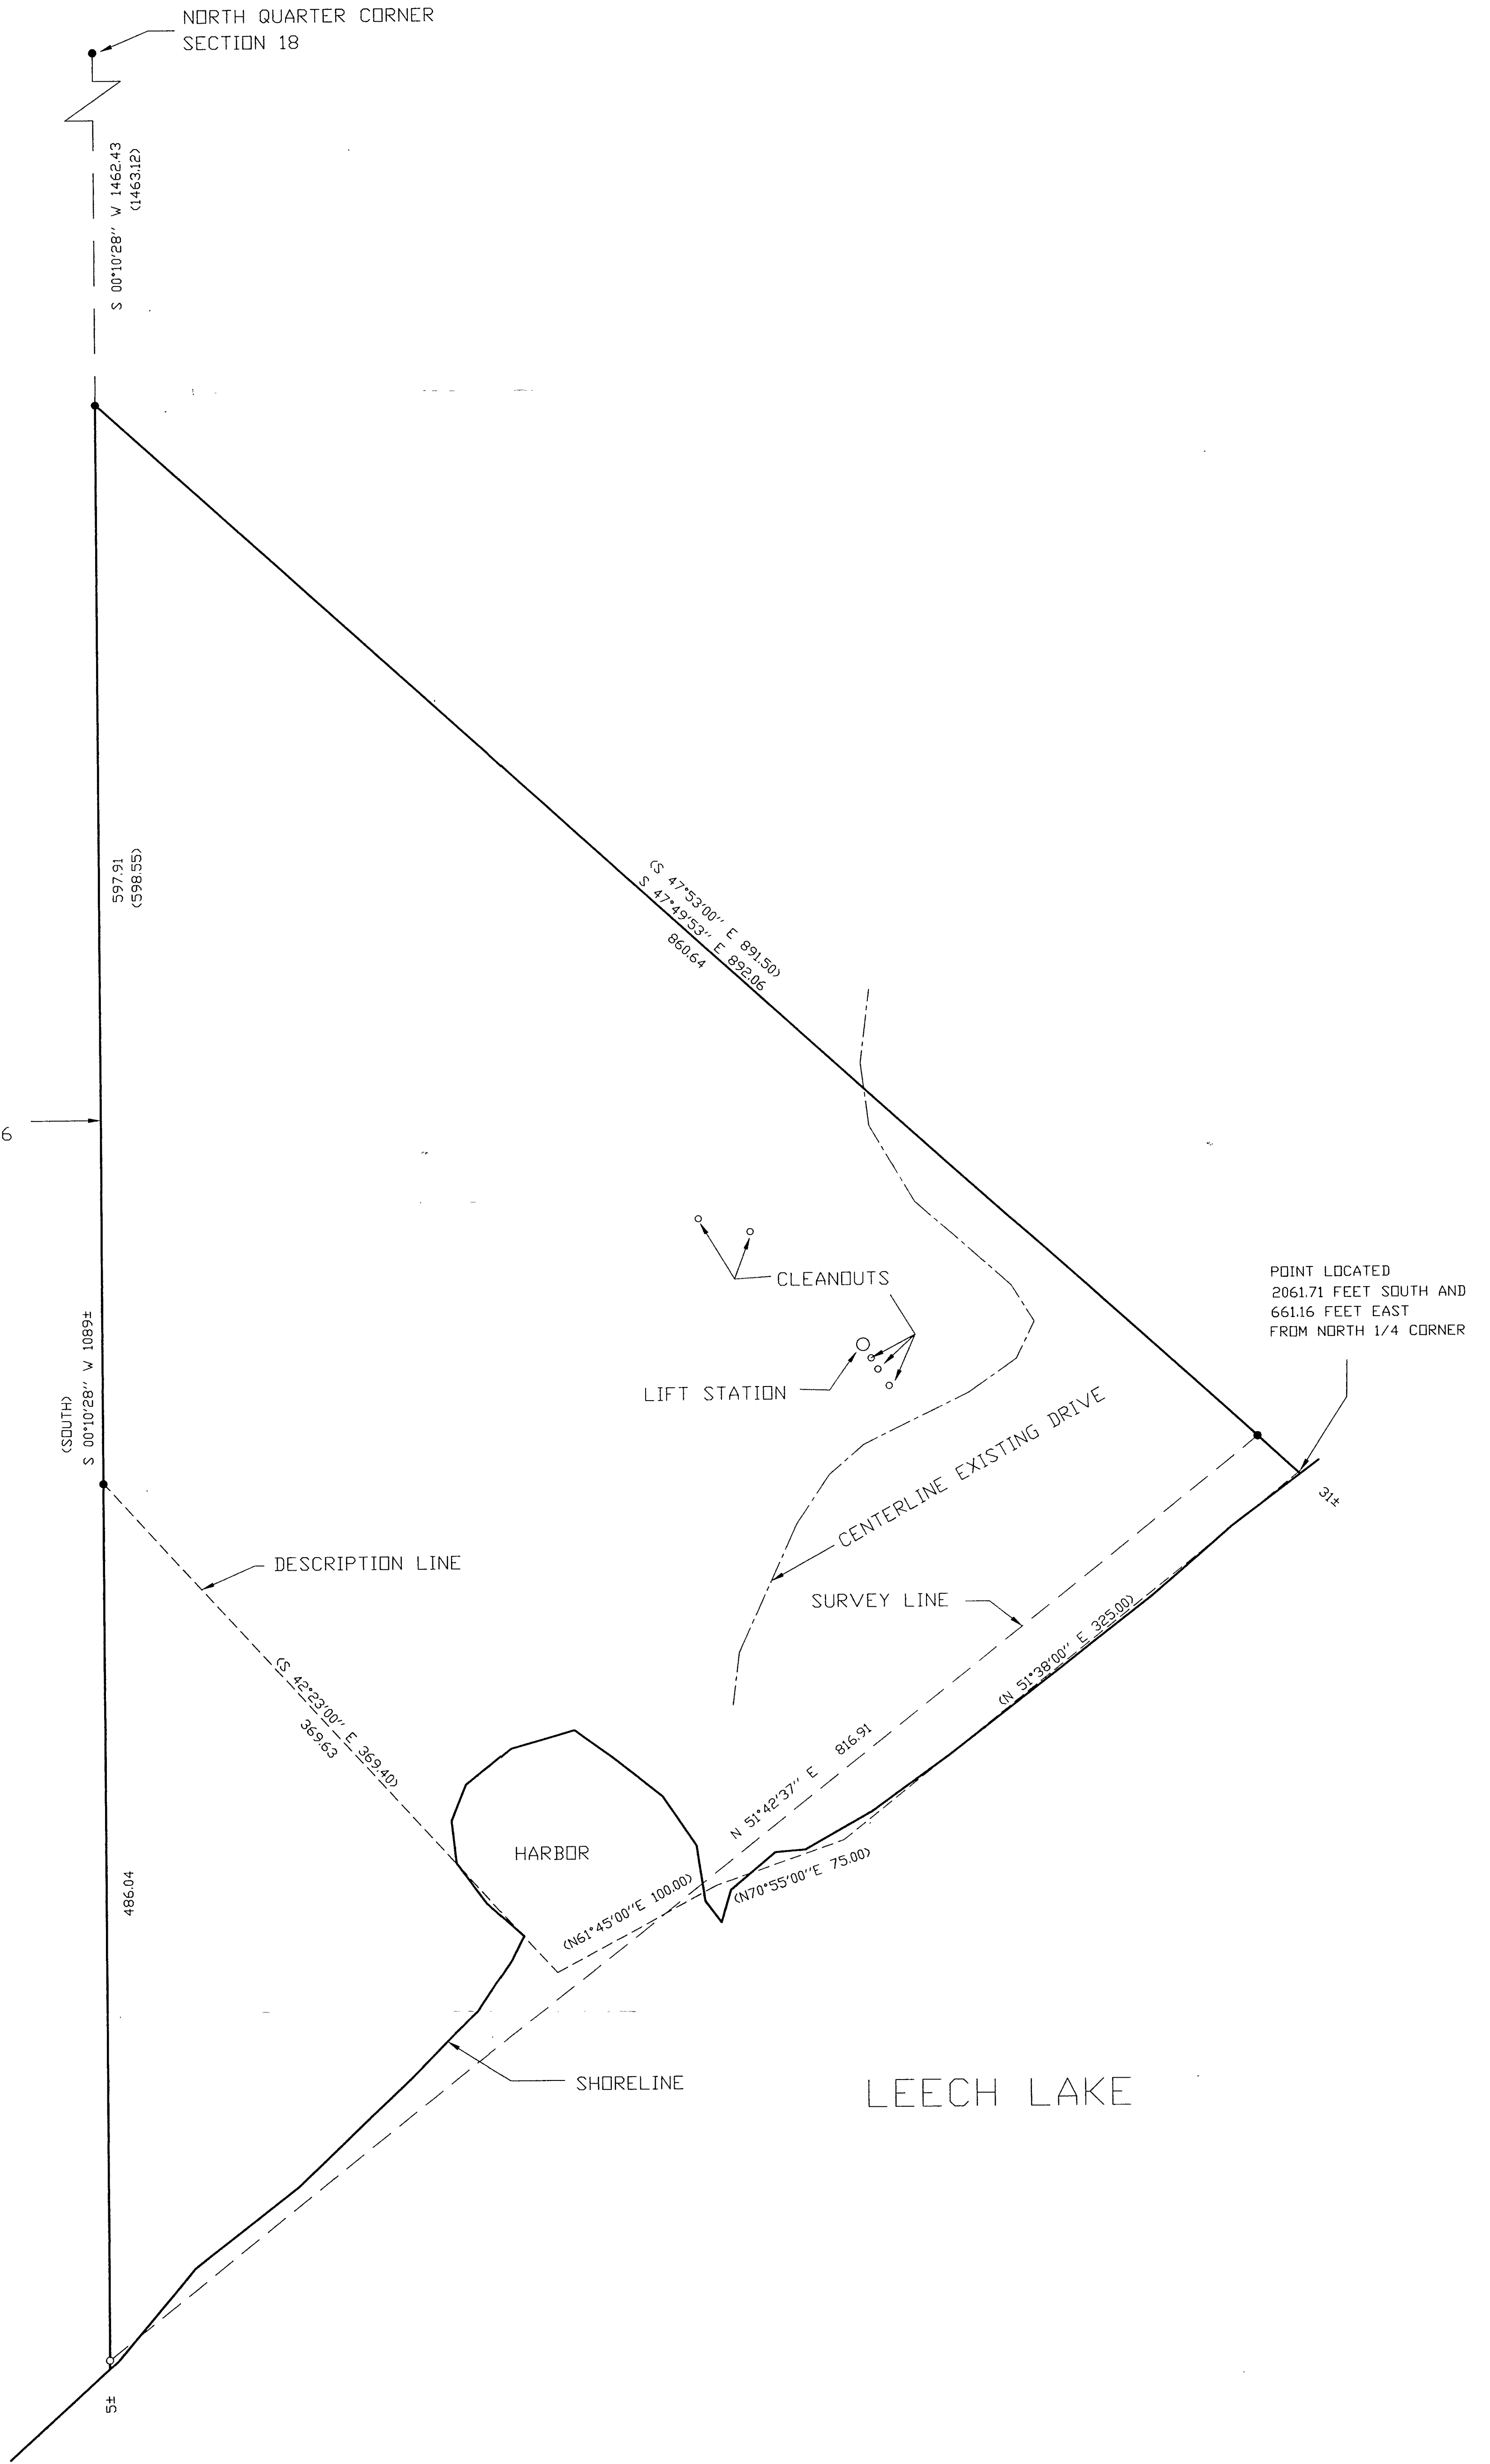 NORTH QUARTER CORNER
SECTION 18
S 00°10'28" W 1462.43
(1463.12)
597.91
(598.55)
(S 47°53'00" E 891.50)
S 47°49'53" E 892.06
860.64
6
CLEANOUTS
POINT LOCATED
2061.71 FEET SOUTH AND
661.16 FEET EAST
FROM NORTH 1/4 CORNER
LIFT STATION
(SOUTH)
S 00°10'28" W 1089±
CENTERLINE EXISTING DRIVE
31±
DESCRIPTION LINE
SURVEY LINE
(N 51°38'00" E 325.00)
(S 42°23'00" E 369.40)
369.63
N 51°42'37" E 816.91
HARBOR
(N61°45'00"E 100.00)
(N70°55'00"E 75.00)
486.04
SHORELINE
LEECH LAKE
5±